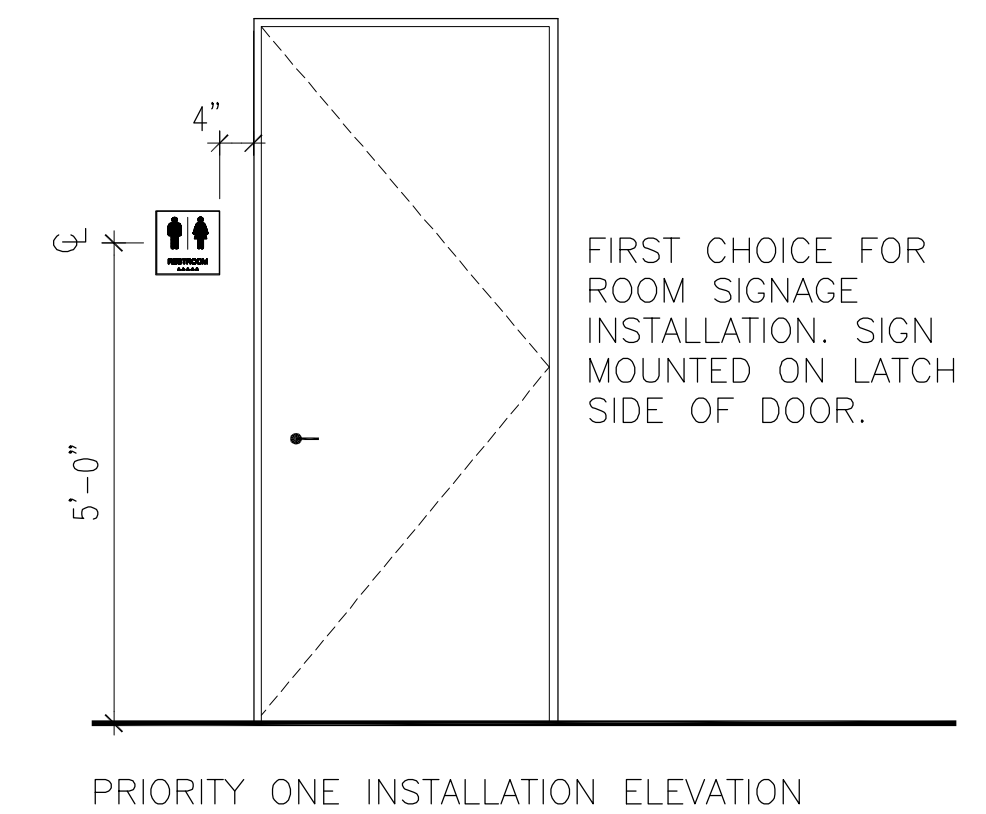 4"
℄
RESTROOM
5'-0"
FIRST CHOICE FOR
ROOM SIGNAGE
INSTALLATION. SIGN
MOUNTED ON LATCH
SIDE OF DOOR.
PRIORITY ONE INSTALLATION ELEVATION